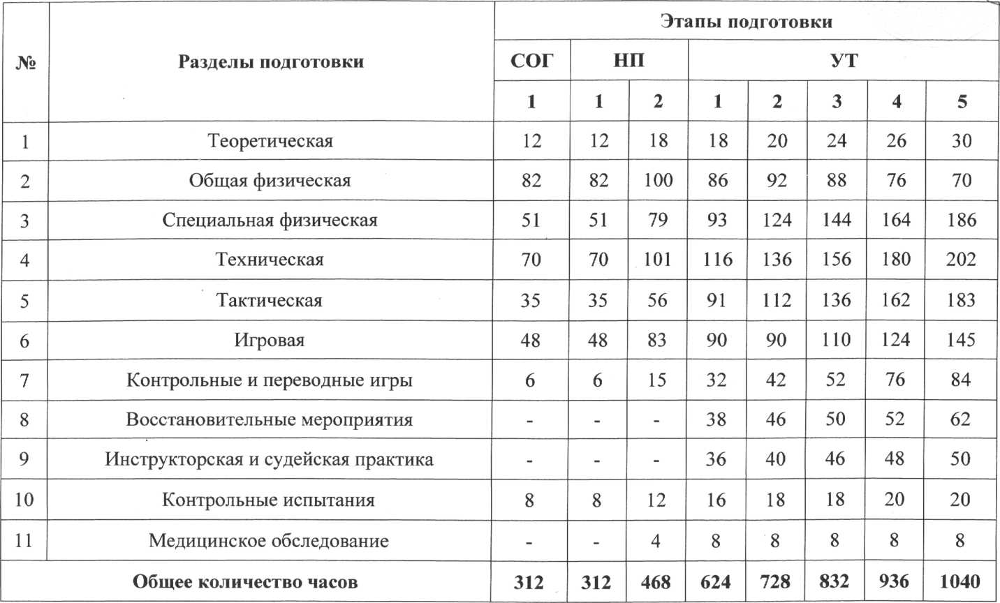 № Разделы подготовки Этапы подготовки
СОГ НП УТ
1 1 2 1 2 3 4 5
1 Теоретическая 12 12 18 18 20 24 26 30
2 Общая физическая 82 82 100 86 92 88 76 70
3 Специальная физическая 51 51 79 93 124 144 164 186
4 Техническая 70 70 101 116 136 156 180 202
5 Тактическая 35 35 56 91 112 136 162 183
6 Игровая 48 48 83 90 90 110 124 145
7 Контрольные и переводные игры 6 6 15 32 42 52 76 84
8 Восстановительные мероприятия - - - 38 46 50 52 62
9 Инструкторская и судейская практика - - - 36 40 46 48 50
10 Контрольные испытания 8 8 12 16 18 18 20 20
11 Медицинское обследование - - 4 8 8 8 8 8
Общее количество часов 312 312 468 624 728 832 936 1040